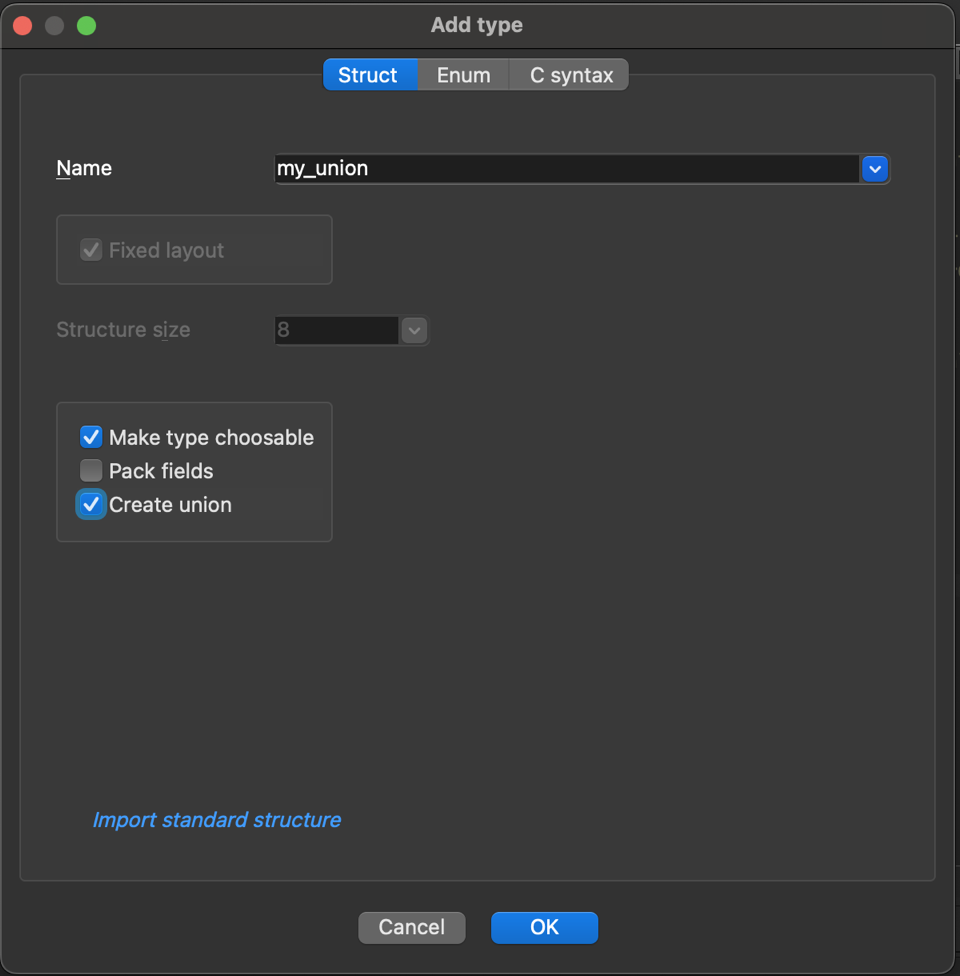 Add type
Struct Enum C syntax
Name my_union
Fixed layout
Structure size 8
Make type choosable
Pack fields
Create union
Import standard structure
Cancel OK